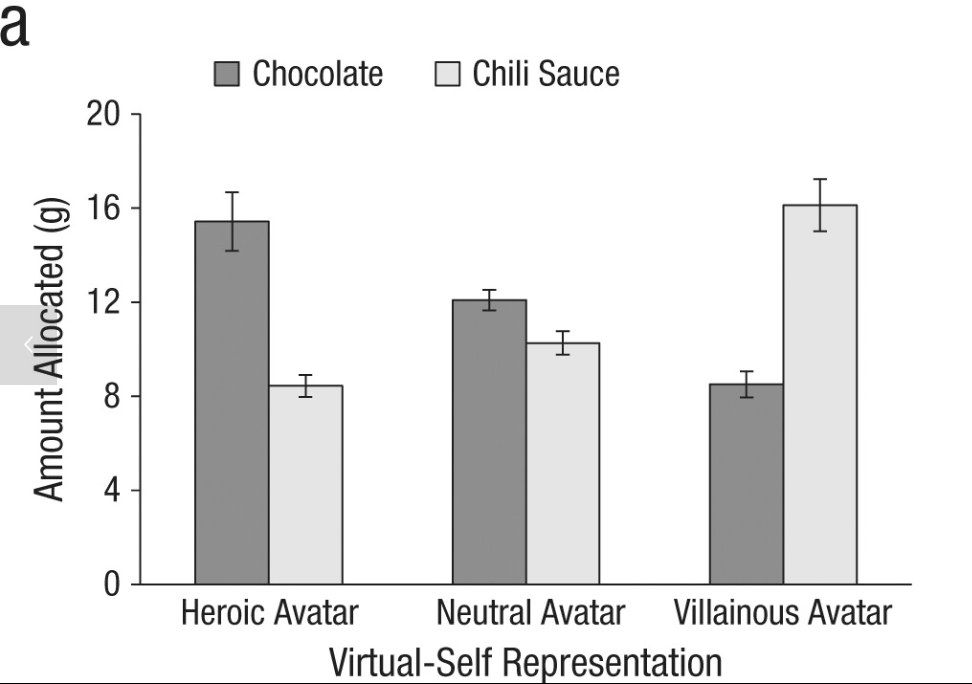 a
Chocolate Chili Sauce
20
16
12
8
4
0
Amount Allocated (g)
Heroic Avatar Neutral Avatar Villainous Avatar
Virtual-Self Representation